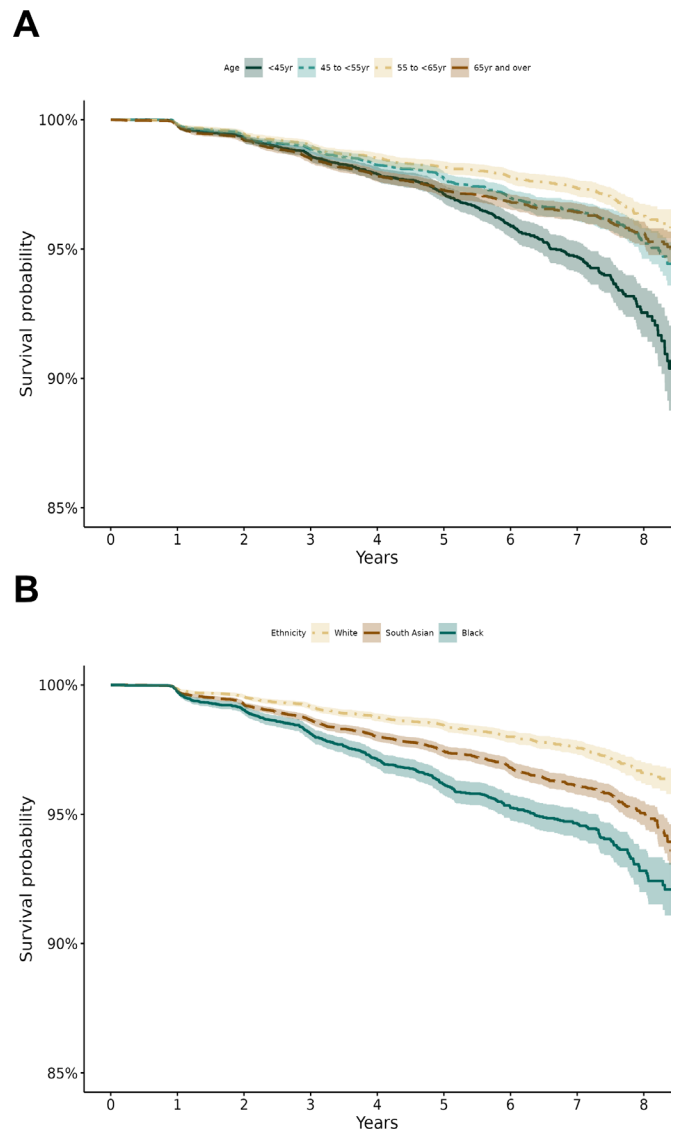 A
Age <45yr 45 to <55yr 55 to <65yr 65yr and over
100%
95%
90%
85%
Survival probability
0 1 2 3 4 5 6 7 8
Years
B
Ethnicity White South Asian Black
100%
95%
90%
85%
Survival probability
0 1 2 3 4 5 6 7 8
Years